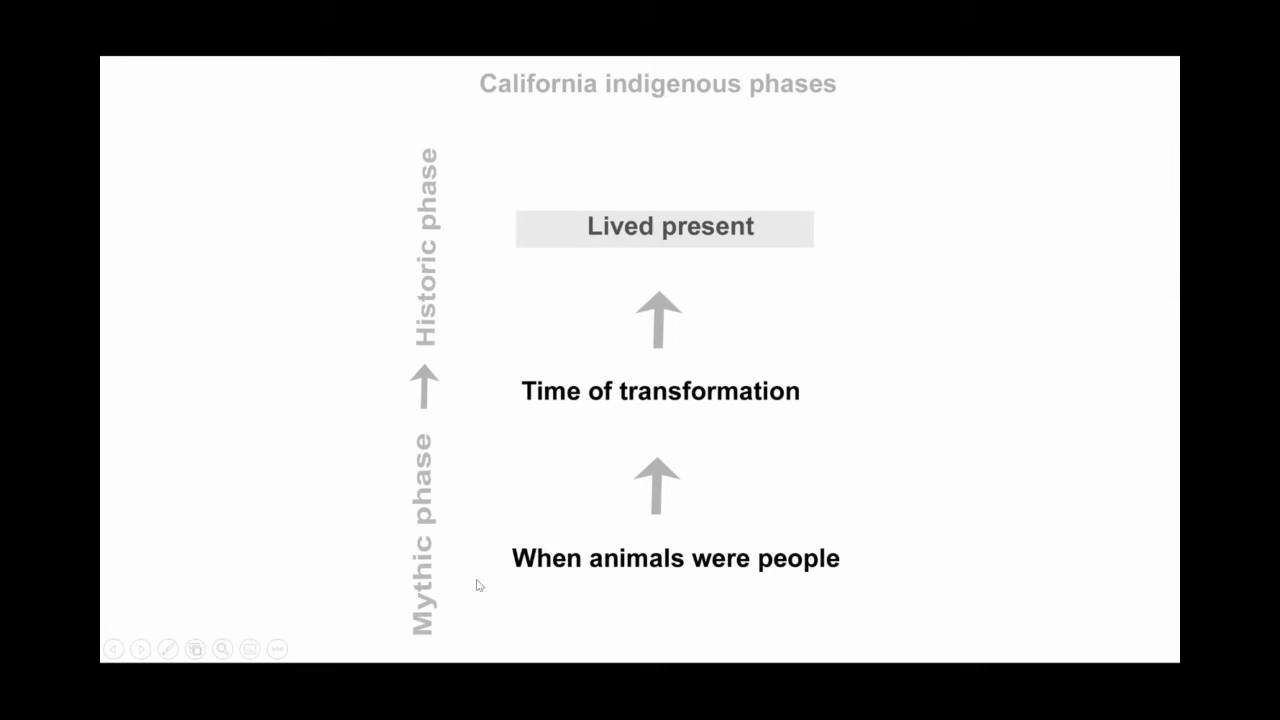 California indigenous phases
Historic phase
Lived present
Time of transformation
Mythic phase
When animals were people